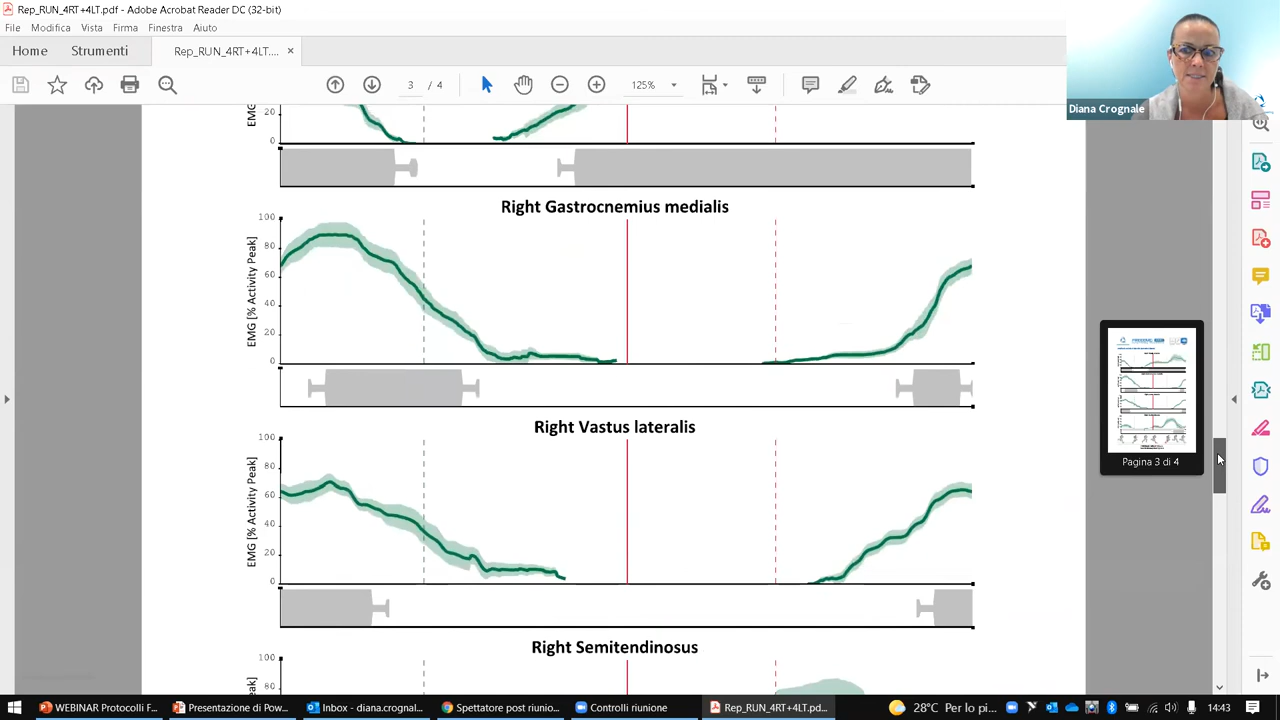 Rep_RUN_4RT+4LT.pdf - Adobe Acrobat Reader DC (32-bit)
File Modifica Vista Firma Finestra Aiuto
Home Strumenti Rep_RUN_4RT+4LT.... ×
3 / 4 125%
Diana Crognale
20
0
EM
Right Gastrocnemius medialis
100
80
60
40
20
0
EMG [% Activity Peak]
Right Vastus lateralis
100
80
60
40
20
0
EMG [% Activity Peak]
Right Semitendinosus
100
80
eak]
Pagina 3 di 4
WEBINAR Protocolli F... Presentazione di Pow... Inbox - diana.crognal... Spettatore post riunio... Controlli riunione Rep_RUN_4RT+4LT.pd... 28°C Per lo pi... 14:43